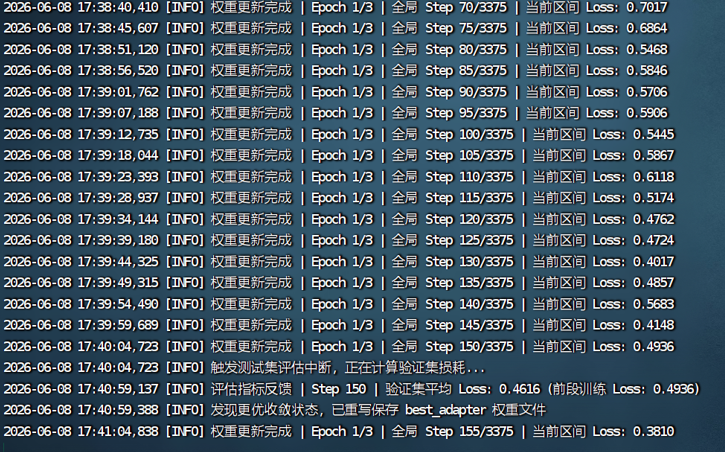 2026-06-08 17:38:40,410 [INFO] 权重更新完成 | Epoch 1/3 | 全局 Step 70/3375 | 当前区间 Loss: 0.7017
2026-06-08 17:38:45,607 [INFO] 权重更新完成 | Epoch 1/3 | 全局 Step 75/3375 | 当前区间 Loss: 0.6864
2026-06-08 17:38:51,120 [INFO] 权重更新完成 | Epoch 1/3 | 全局 Step 80/3375 | 当前区间 Loss: 0.5468
2026-06-08 17:38:56,520 [INFO] 权重更新完成 | Epoch 1/3 | 全局 Step 85/3375 | 当前区间 Loss: 0.5846
2026-06-08 17:39:01,762 [INFO] 权重更新完成 | Epoch 1/3 | 全局 Step 90/3375 | 当前区间 Loss: 0.5706
2026-06-08 17:39:07,188 [INFO] 权重更新完成 | Epoch 1/3 | 全局 Step 95/3375 | 当前区间 Loss: 0.5906
2026-06-08 17:39:12,735 [INFO] 权重更新完成 | Epoch 1/3 | 全局 Step 100/3375 | 当前区间 Loss: 0.5445
2026-06-08 17:39:18,044 [INFO] 权重更新完成 | Epoch 1/3 | 全局 Step 105/3375 | 当前区间 Loss: 0.5867
2026-06-08 17:39:23,393 [INFO] 权重更新完成 | Epoch 1/3 | 全局 Step 110/3375 | 当前区间 Loss: 0.6118
2026-06-08 17:39:28,937 [INFO] 权重更新完成 | Epoch 1/3 | 全局 Step 115/3375 | 当前区间 Loss: 0.5174
2026-06-08 17:39:34,144 [INFO] 权重更新完成 | Epoch 1/3 | 全局 Step 120/3375 | 当前区间 Loss: 0.4762
2026-06-08 17:39:39,180 [INFO] 权重更新完成 | Epoch 1/3 | 全局 Step 125/3375 | 当前区间 Loss: 0.4724
2026-06-08 17:39:44,325 [INFO] 权重更新完成 | Epoch 1/3 | 全局 Step 130/3375 | 当前区间 Loss: 0.4017
2026-06-08 17:39:49,315 [INFO] 权重更新完成 | Epoch 1/3 | 全局 Step 135/3375 | 当前区间 Loss: 0.4857
2026-06-08 17:39:54,490 [INFO] 权重更新完成 | Epoch 1/3 | 全局 Step 140/3375 | 当前区间 Loss: 0.5683
2026-06-08 17:39:59,689 [INFO] 权重更新完成 | Epoch 1/3 | 全局 Step 145/3375 | 当前区间 Loss: 0.4148
2026-06-08 17:40:04,723 [INFO] 权重更新完成 | Epoch 1/3 | 全局 Step 150/3375 | 当前区间 Loss: 0.4936
2026-06-08 17:40:04,723 [INFO] 触发测试集评估中断，正在计算验证集损耗...
2026-06-08 17:40:59,137 [INFO] 评估指标反馈 | Step 150 | 验证集平均 Loss: 0.4616 (前段训练 Loss: 0.4936)
2026-06-08 17:40:59,388 [INFO] 发现更优收敛状态，已重写保存 best_adapter 权重文件
2026-06-08 17:41:04,838 [INFO] 权重更新完成 | Epoch 1/3 | 全局 Step 155/3375 | 当前区间 Loss: 0.3810